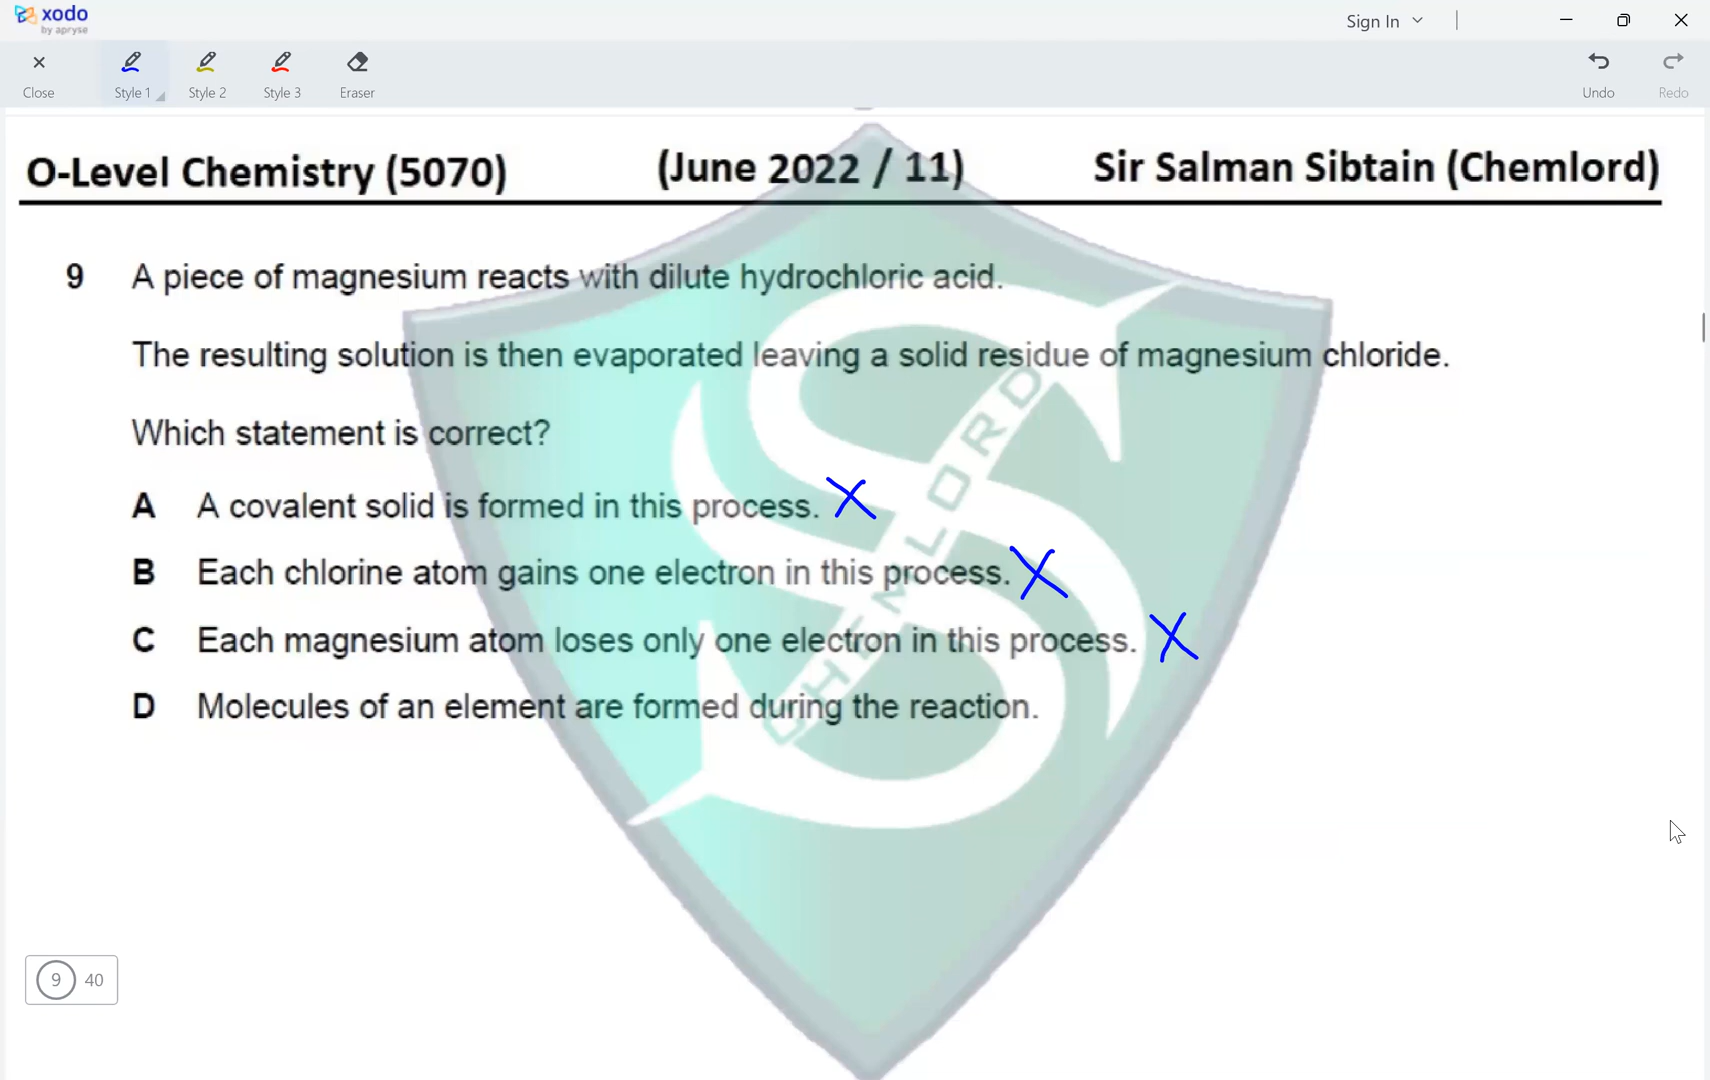 xodo
by apryse
Sign In
Close
Style 1
Style 2
Style 3
Eraser
Undo
Redo
O-Level Chemistry (5070) (June 2022 / 11) Sir Salman Sibtain (Chemlord)
9 A piece of magnesium reacts with dilute hydrochloric acid.
The resulting solution is then evaporated leaving a solid residue of magnesium chloride.
Which statement is correct?
A A covalent solid is formed in this process. X
B Each chlorine atom gains one electron in this process. X
C Each magnesium atom loses only one electron in this process. X
D Molecules of an element are formed during the reaction.
CHEMLORD
9 40